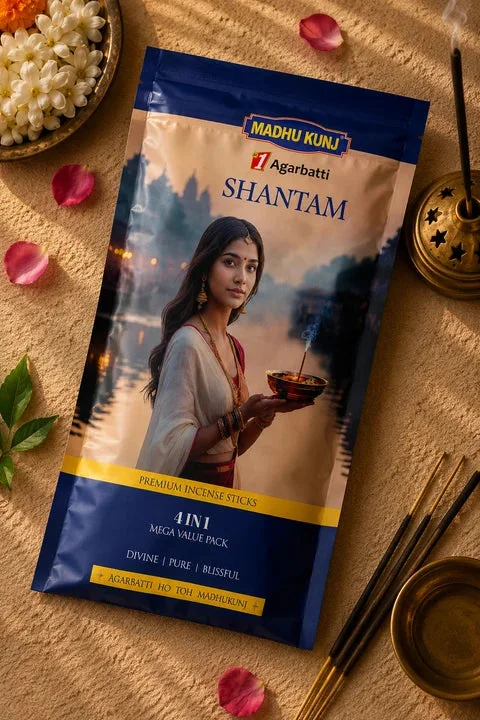 MADHU KUNJ
1 Agarbatti
SHANTAM
PREMIUM INCENSE STICKS
4 IN 1
MEGA VALUE PACK
DIVINE | PURE | BLISSFUL
AGARBATTI HO TOH MADHUKUNJ